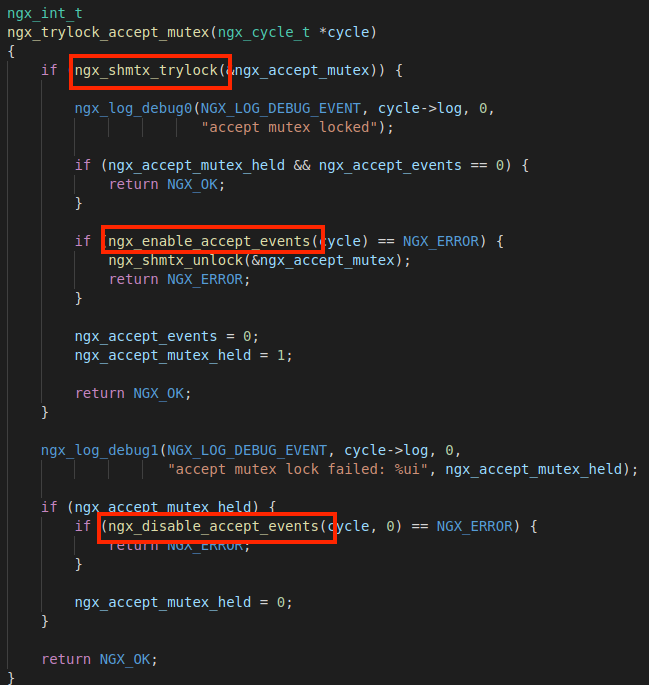 ngx_int_t
ngx_trylock_accept_mutex(ngx_cycle_t *cycle)
{
    if (ngx_shmtx_trylock(&ngx_accept_mutex)) {

        ngx_log_debug0(NGX_LOG_DEBUG_EVENT, cycle->log, 0,
                       "accept mutex locked");

        if (ngx_accept_mutex_held && ngx_accept_events == 0) {
            return NGX_OK;
        }

        if (ngx_enable_accept_events(cycle) == NGX_ERROR) {
            ngx_shmtx_unlock(&ngx_accept_mutex);
            return NGX_ERROR;
        }

        ngx_accept_events = 0;
        ngx_accept_mutex_held = 1;

        return NGX_OK;
    }

    ngx_log_debug1(NGX_LOG_DEBUG_EVENT, cycle->log, 0,
                   "accept mutex lock failed: %ui", ngx_accept_mutex_held);

    if (ngx_accept_mutex_held) {
        if (ngx_disable_accept_events(cycle, 0) == NGX_ERROR) {
            return NGX_ERROR;
        }

        ngx_accept_mutex_held = 0;
    }

    return NGX_OK;
}